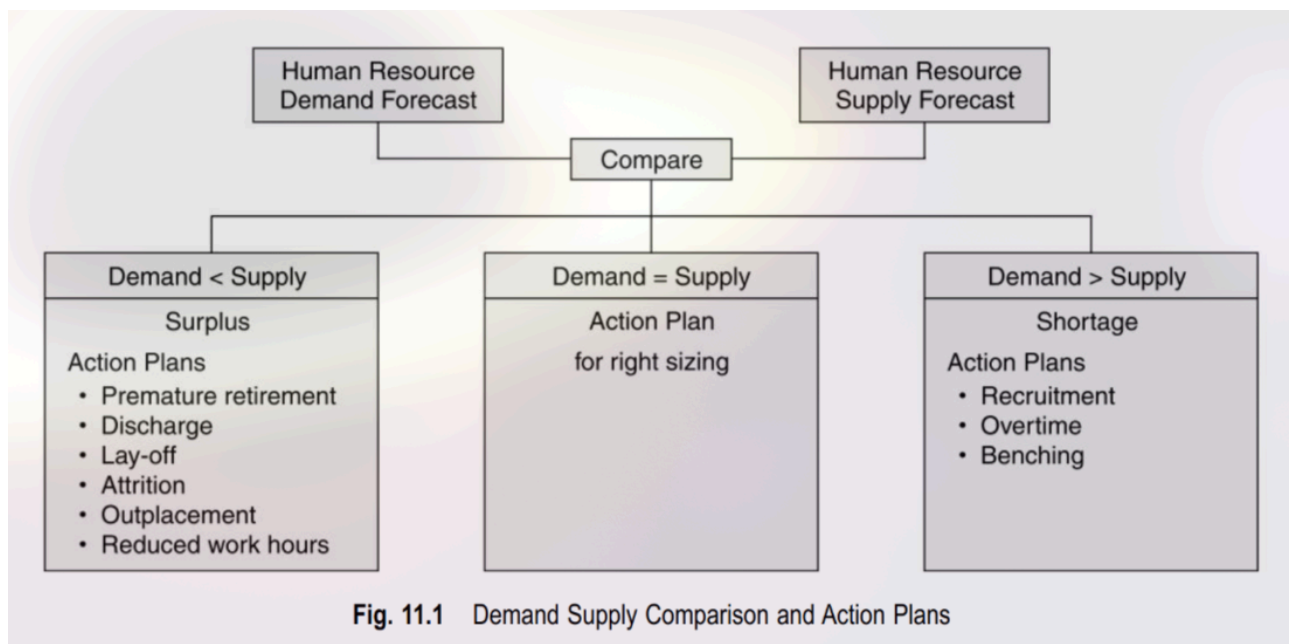 Human Resource
Demand Forecast
Human Resource
Supply Forecast
Compare
Demand < Supply
Surplus
Action Plans
• Premature retirement
• Discharge
• Lay-off
• Attrition
• Outplacement
• Reduced work hours
Demand = Supply
Action Plan
for right sizing
Demand > Supply
Shortage
Action Plans
• Recruitment
• Overtime
• Benching
Fig. 11.1 Demand Supply Comparison and Action Plans